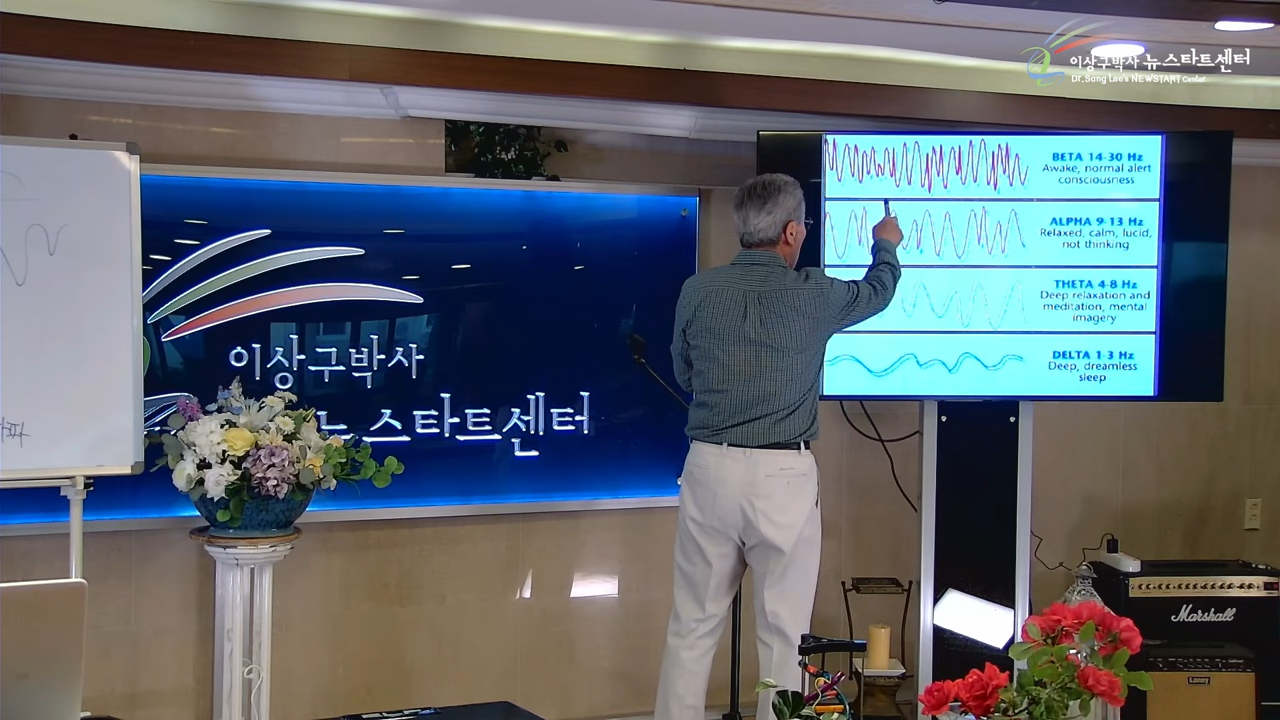 이상구박사 뉴스타트센터
Dr. Sang Lee's NEWSTART Center
BETA 14-30 Hz
Awake, normal alert
consciousness
ALPHA 9-13 Hz
Relaxed, calm, lucid,
not thinking
THETA 4-8 Hz
Deep relaxation and
meditation, mental
imagery
DELTA 1-3 Hz
Deep, dreamless
sleep
이상구박사
뉴스타트센터
Marshall
Laney